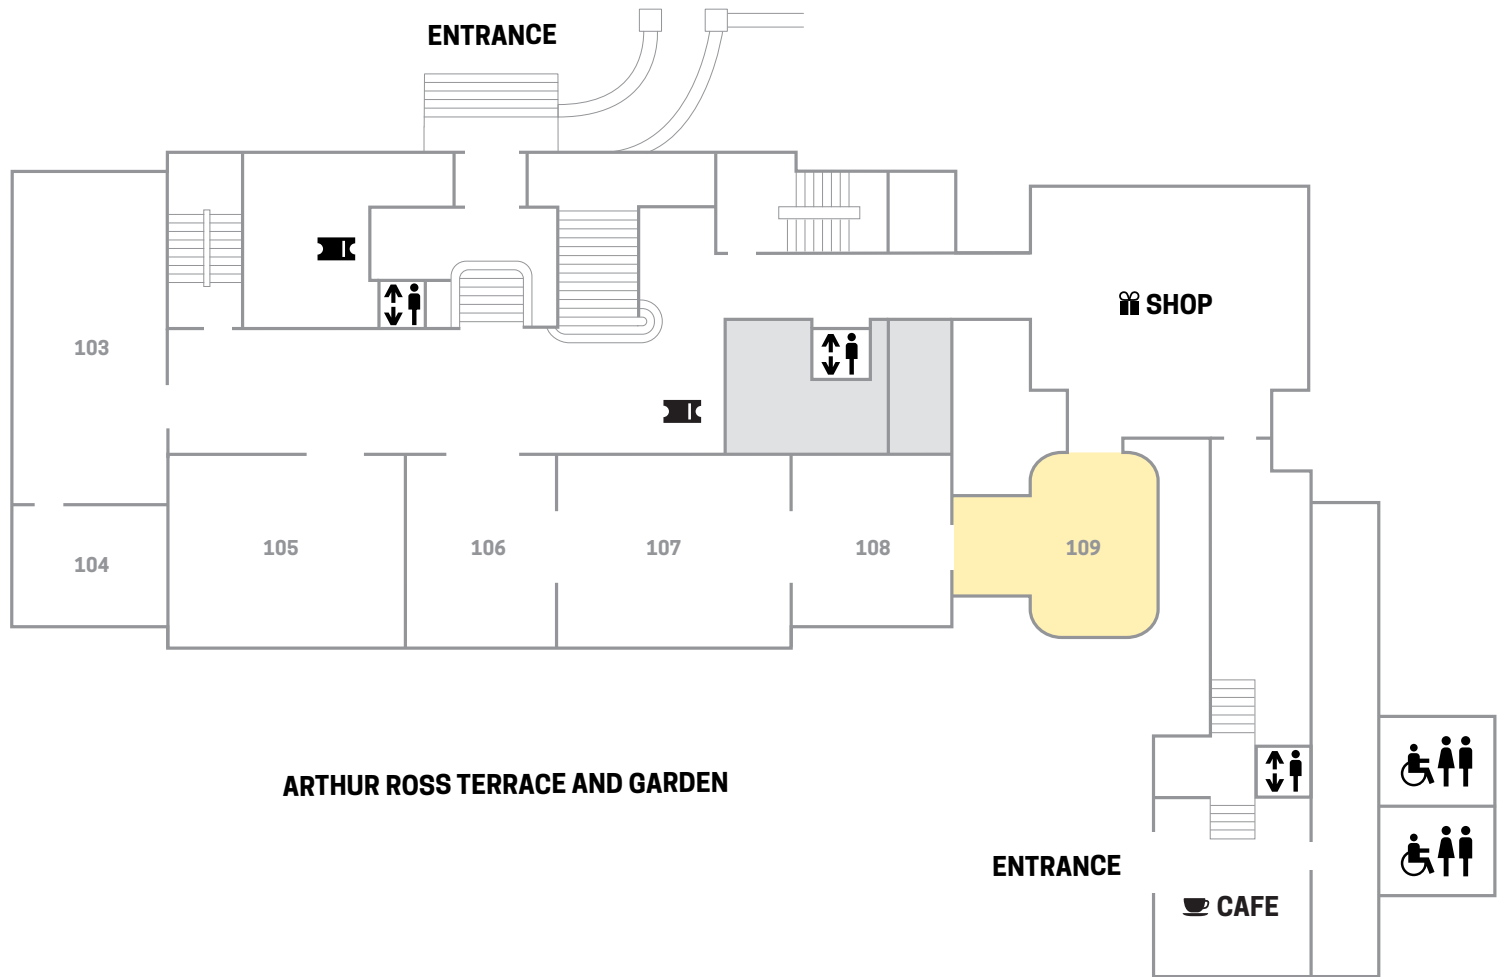 ENTRANCE
SHOP
103
105
106
107
108
109
104
ARTHUR ROSS TERRACE AND GARDEN
ENTRANCE
CAFE